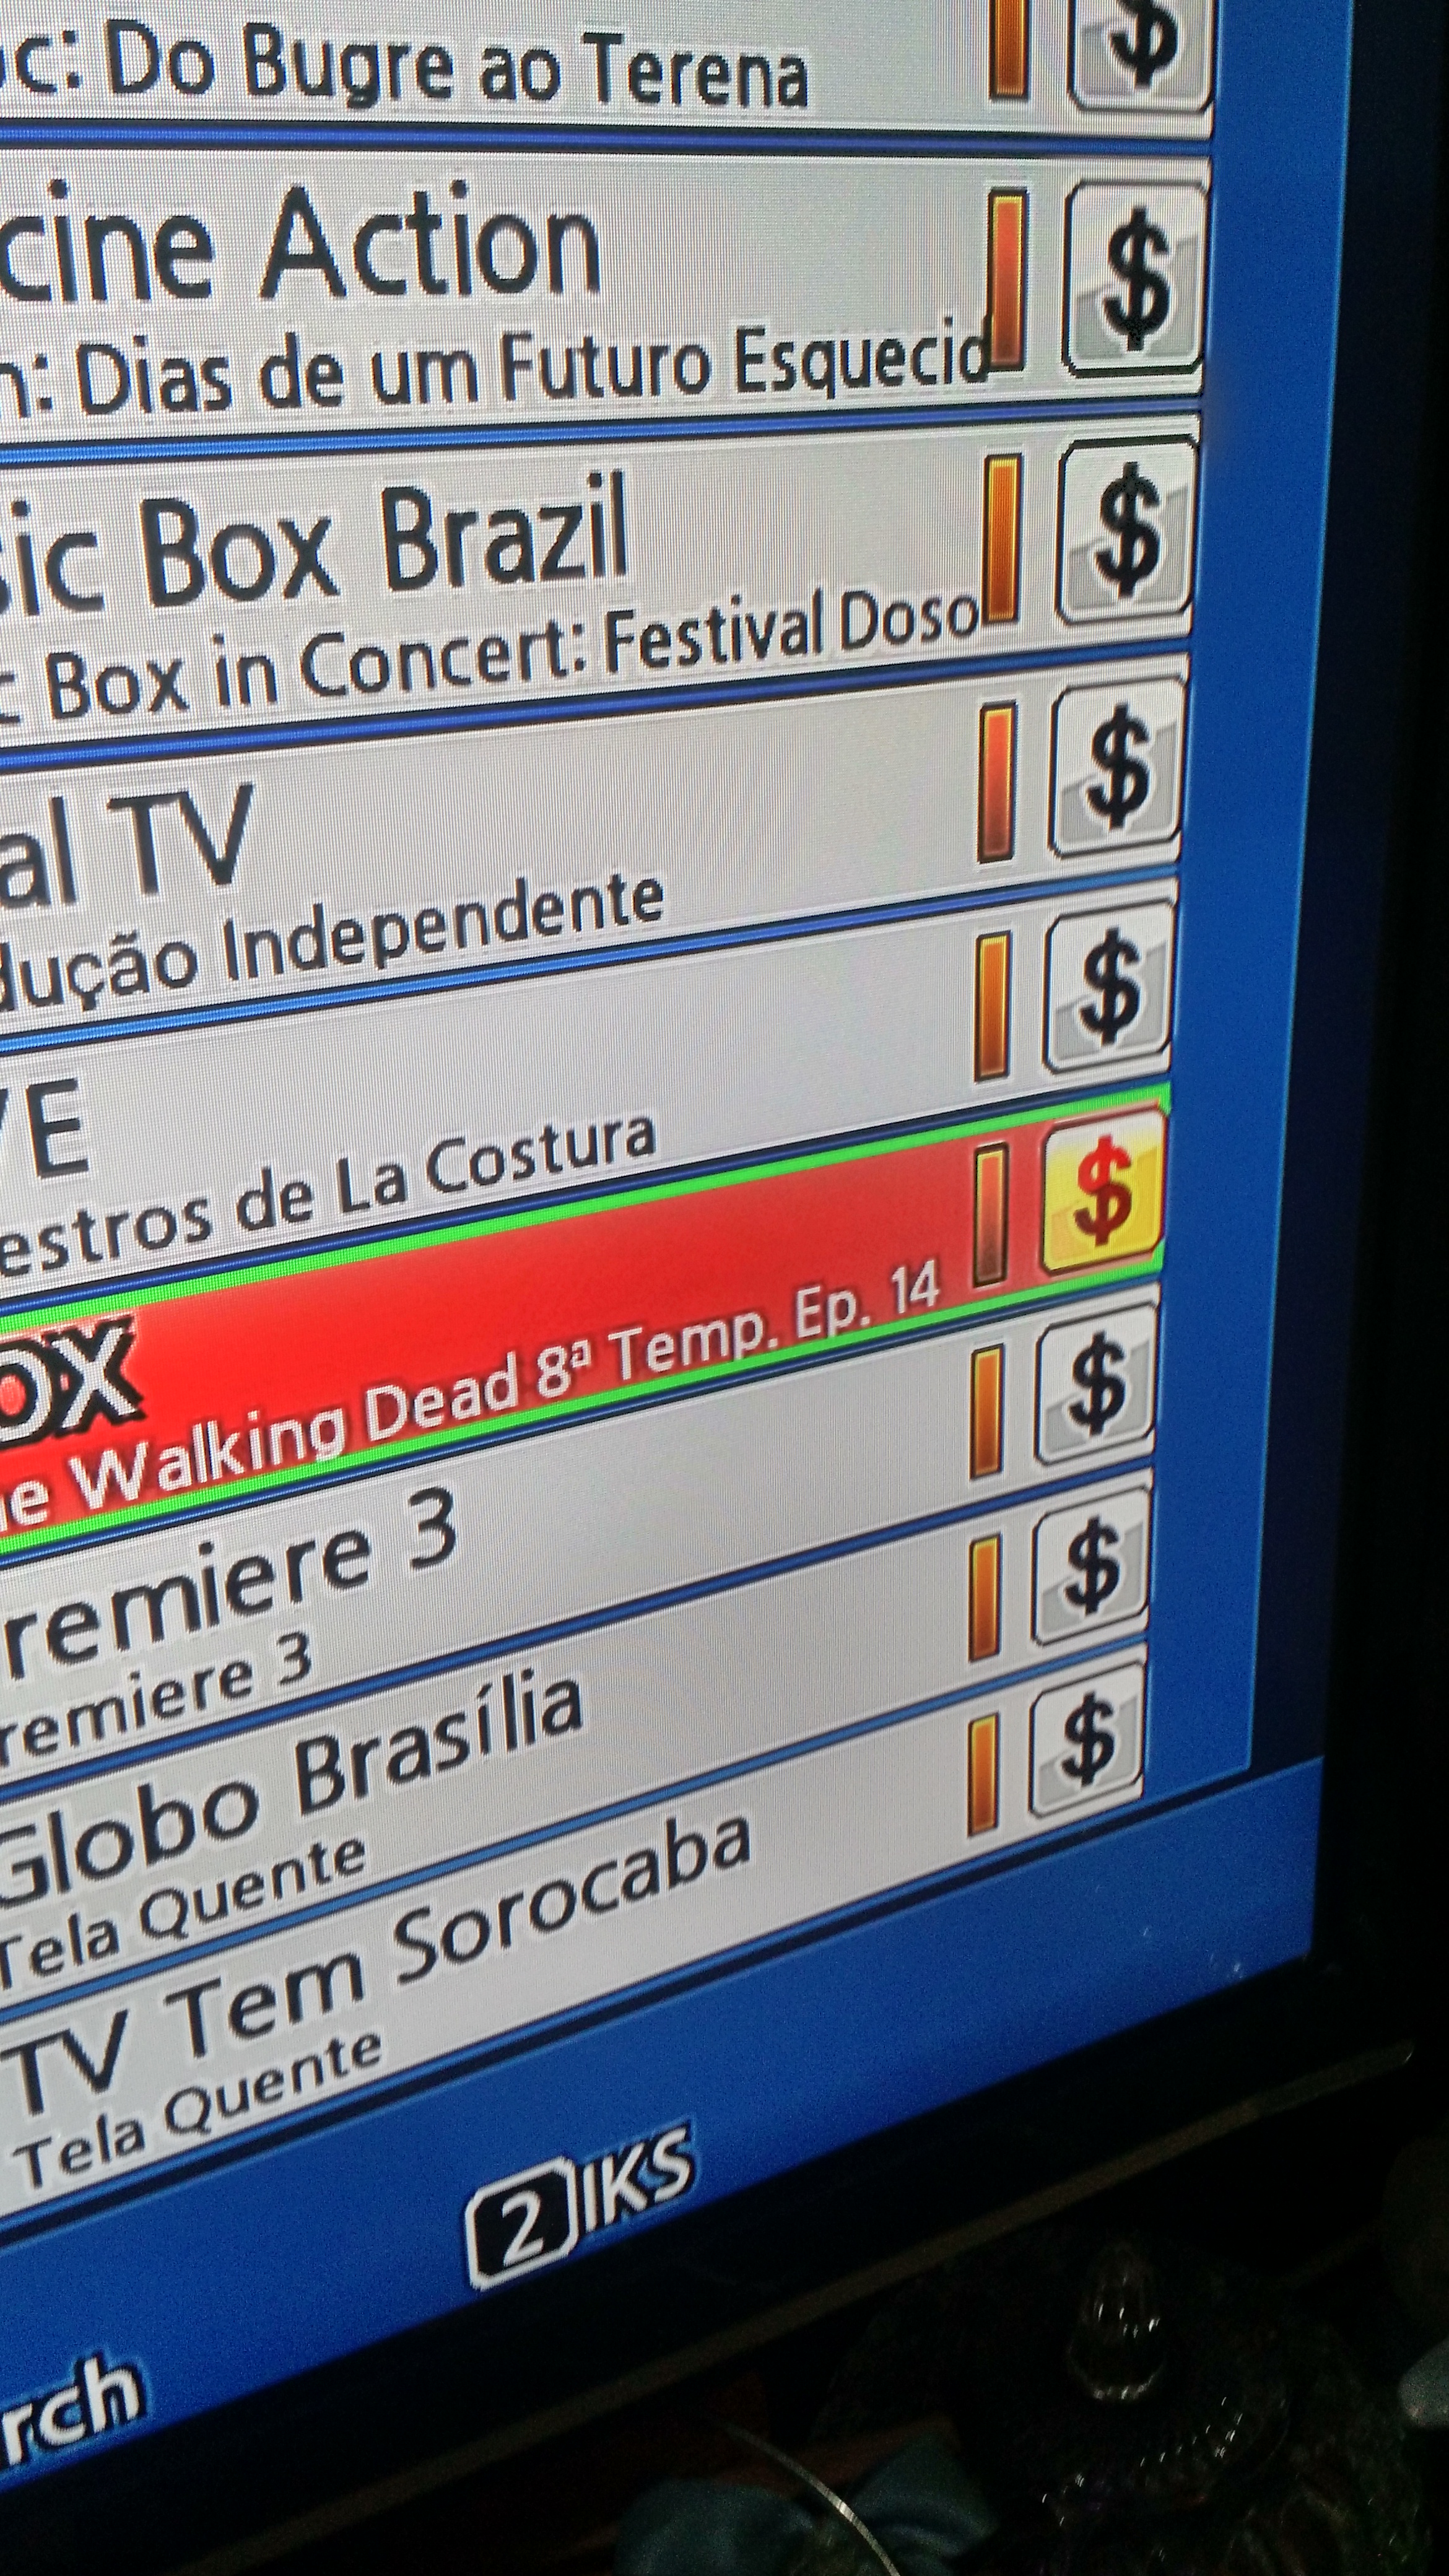 c: Do Bugre ao Terena
$
cine Action
$
: Dias de um Futuro Esquecid
ic Box Brazil
$
Box in Concert: Festival Doso
$
al TV
dução Independente
$
VE
estros de La Costura
$
OX
e Walking Dead 8ª Temp. Ep. 14
$
remiere 3
remiere 3
$
Globo Brasília
Tela Quente
$
TV Tem Sorocaba
Tela Quente
2 IKS
rch